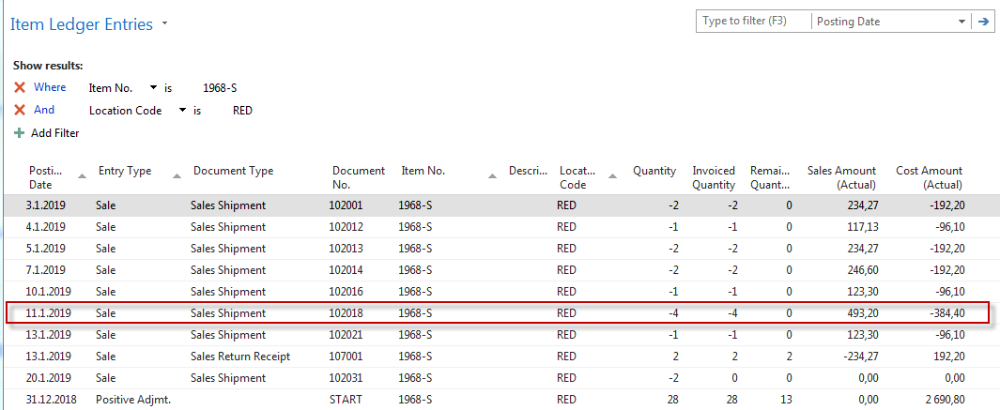 Item Ledger Entries
Type to filter (F3) Posting Date
Show results:
Where Item No. is 1968-S
And Location Code is RED
Add Filter
Posti... Date Entry Type Document Type Document No. Item No. Descri... Locat... Code Quantity Invoiced Quantity Remai... Quant... Sales Amount (Actual) Cost Amount (Actual)
3.1.2019 Sale Sales Shipment 102001 1968-S RED -2 -2 0 234,27 -192,20
4.1.2019 Sale Sales Shipment 102012 1968-S RED -1 -1 0 117,13 -96,10
5.1.2019 Sale Sales Shipment 102013 1968-S RED -2 -2 0 234,27 -192,20
7.1.2019 Sale Sales Shipment 102014 1968-S RED -2 -2 0 246,60 -192,20
10.1.2019 Sale Sales Shipment 102016 1968-S RED -1 -1 0 123,30 -96,10
11.1.2019 Sale Sales Shipment 102018 1968-S RED -4 -4 0 493,20 -384,40
13.1.2019 Sale Sales Shipment 102021 1968-S RED -1 -1 0 123,30 -96,10
13.1.2019 Sale Sales Return Receipt 107001 1968-S RED 2 2 2 -234,27 192,20
20.1.2019 Sale Sales Shipment 102031 1968-S RED -2 0 0 0,00 0,00
31.12.2018 Positive Adjmt. START 1968-S RED 28 28 13 0,00 2 690,80